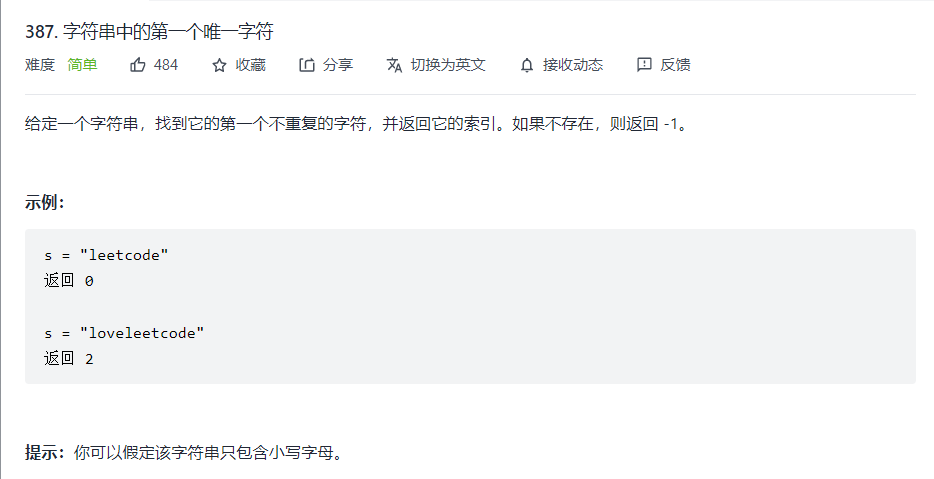 387. 字符串中的第一个唯一字符
难度 简单 484 收藏 分享 切换为英文 接收动态 反馈
给定一个字符串，找到它的第一个不重复的字符，并返回它的索引。如果不存在，则返回 -1。
示例：
s = "leetcode"
返回 0
s = "loveleetcode"
返回 2
提示：你可以假定该字符串只包含小写字母。